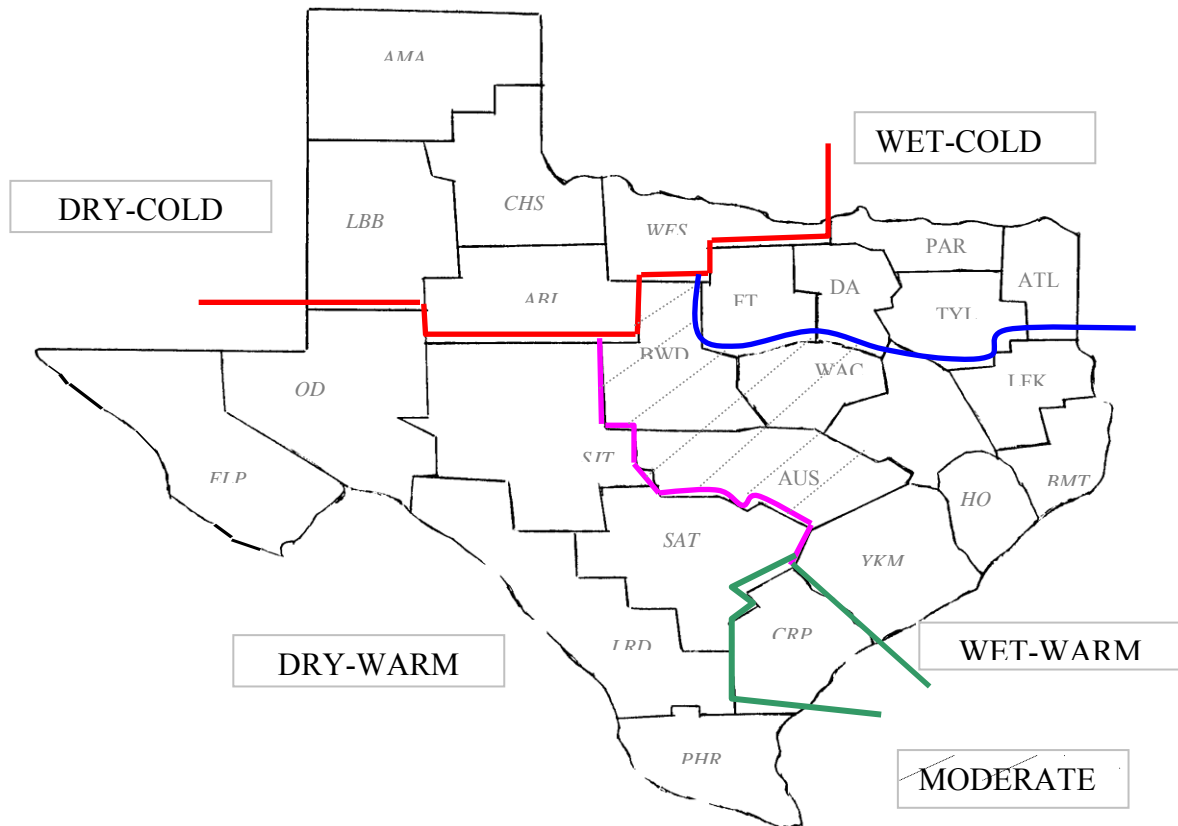 AMA
WET-COLD
DRY-COLD
CHS
LBB
WFS
PAR
ATL
DA
ABL
FT
TYL
BWD
WAC
LFK
OD
SJT
AUS
ELP
HO
BMT
SAT
YKM
CRP
LRD
WET-WARM
DRY-WARM
PHR
MODERATE